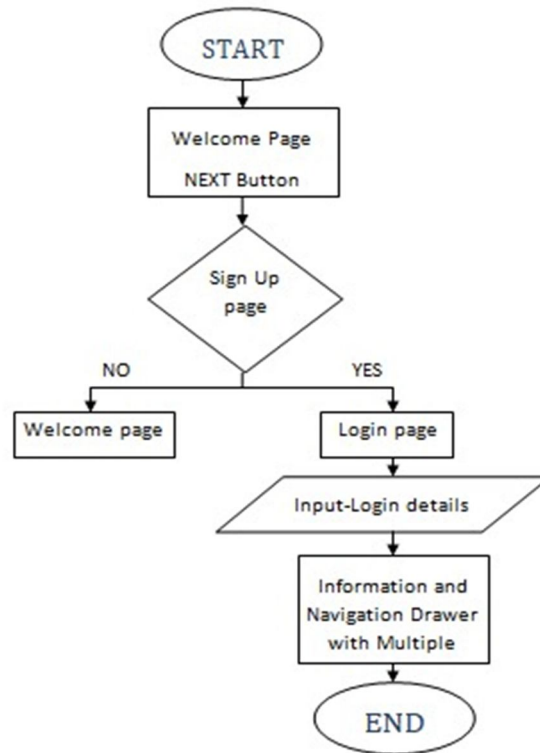 START
Welcome Page
NEXT Button
Sign Up
page
NO
YES
Welcome page
Login page
Input-Login details
Information and
Navigation Drawer
with Multiple
END